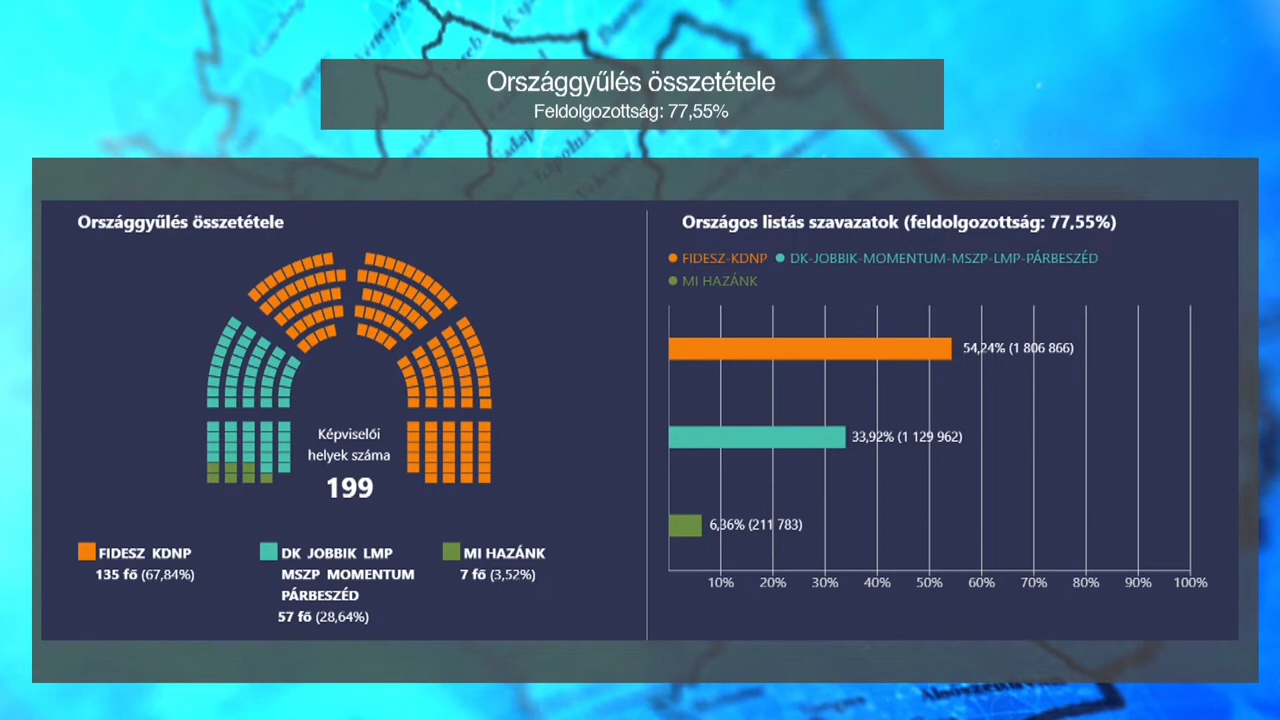 Országgyűlés összetétele
Feldolgozottság: 77,55%
Országgyűlés összetétele
Képviselői
helyek száma
199
FIDESZ KDNP
135 fő (67,84%)
DK JOBBIK LMP
MSZP MOMENTUM
PÁRBESZÉD
57 fő (28,64%)
MI HAZÁNK
7 fő (3,52%)
Országos listás szavazatok (feldolgozottság: 77,55%)
FIDESZ-KDNP DK-JOBBIK-MOMENTUM-MSZP-LMP-PÁRBESZÉD
MI HAZÁNK
54,24% (1 806 866)
33,92% (1 129 962)
6,36% (211 783)
10% 20% 30% 40% 50% 60% 70% 80% 90% 100%